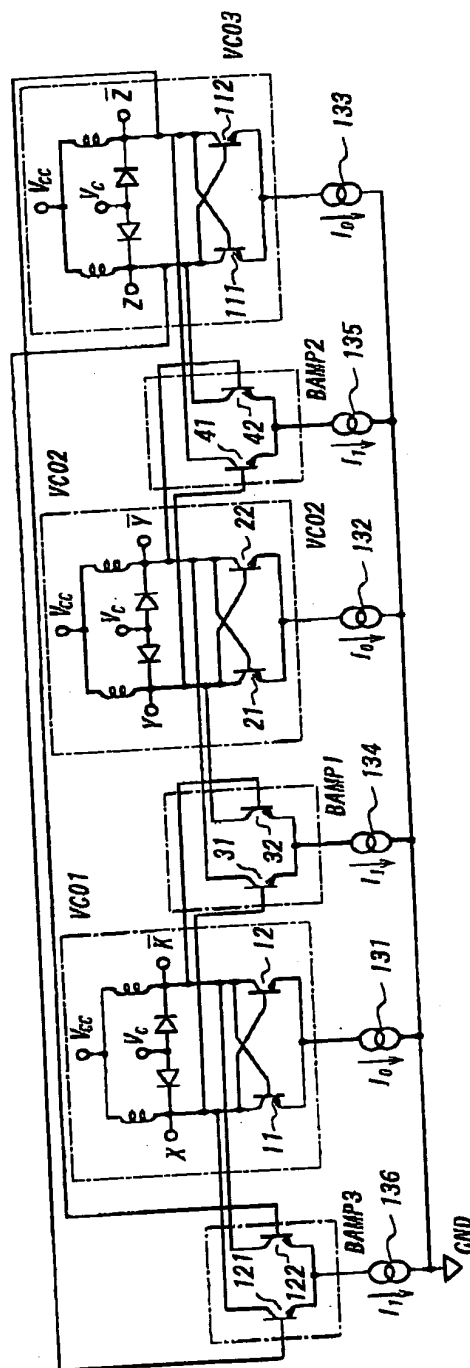 VCO1
VCO2
VCO3
Vcc
Vc
X
X̄
Vcc
Vc
Y
Ȳ
Vcc
Vc
Z
Z̄
121
122
11
12
31
32
21
22
41
42
111
112
BAMP3
BAMP1
VCO2
BAMP2
I1
136
I0
131
I1
134
I0
132
I1
135
I0
133
GND